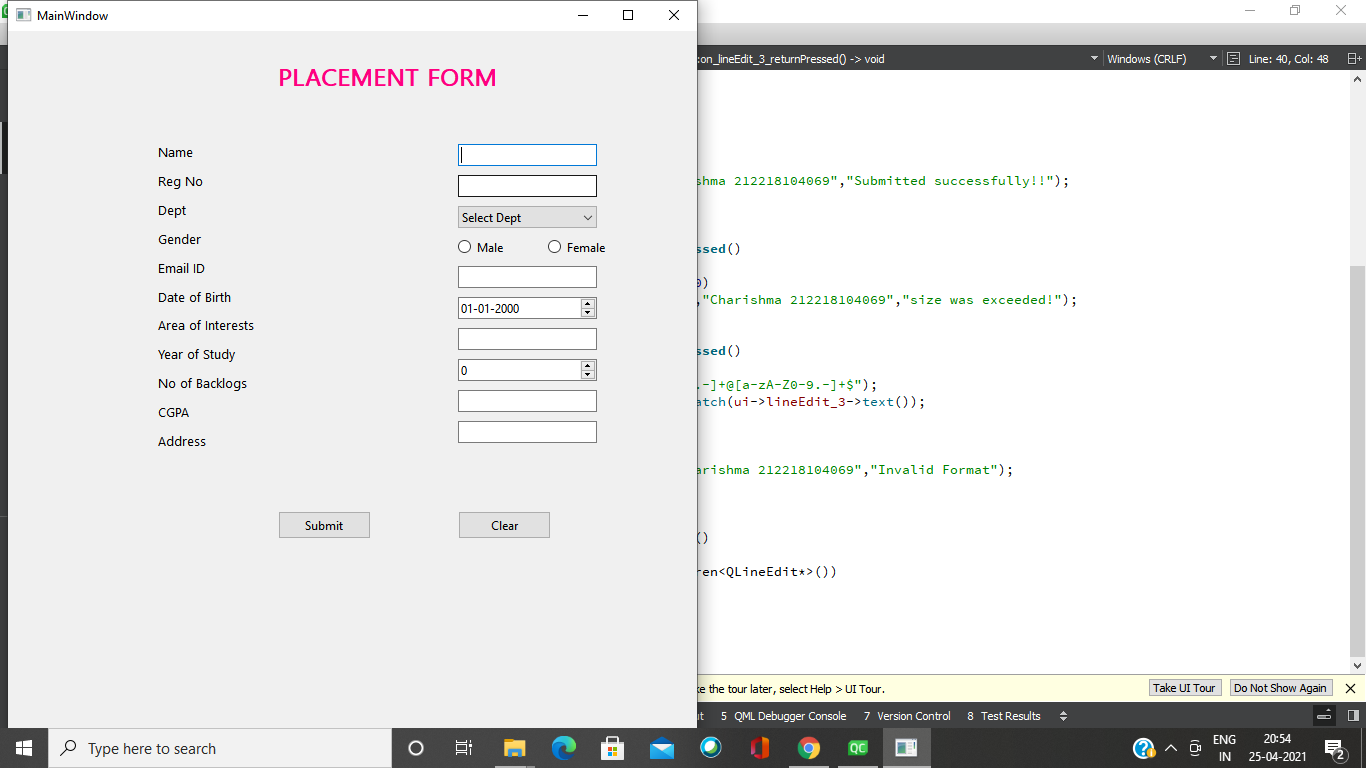 MainWindow
PLACEMENT FORM
Name
Reg No
Dept
Select Dept
Gender
Male
Female
Email ID
Date of Birth
01-01-2000
Area of Interests
Year of Study
0
No of Backlogs
CGPA
Address
Submit
Clear
:on_lineEdit_3_returnPressed() -> void
Windows (CRLF)
Line: 40, Col: 48
shma 212218104069","Submitted successfully!!");
ssed()
0)
,"Charishma 212218104069","size was exceeded!");
ssed()
.-]+@[a-zA-Z0-9.-]+$");
atch(ui->lineEdit_3->text());
arishma 212218104069","Invalid Format");
()
ren<QLineEdit*>())
ke the tour later, select Help > UI Tour.
Take UI Tour
Do Not Show Again
ut
5 QML Debugger Console
7 Version Control
8 Test Results
Type here to search
QC
ENG
IN
20:54
25-04-2021
2